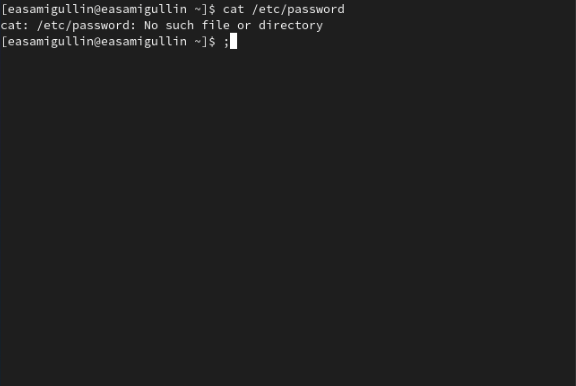 [easamigullin@easamigullin ~]$ cat /etc/password
cat: /etc/password: No such file or directory
[easamigullin@easamigullin ~]$ ;